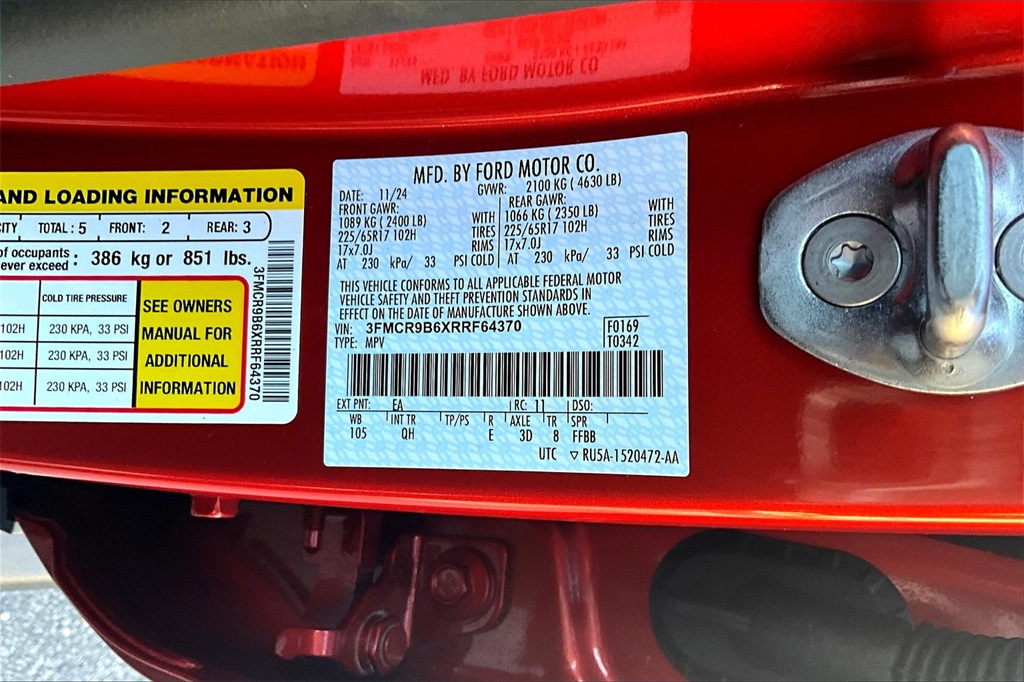 MFD. BY FORD MOTOR CO.
AND LOADING INFORMATION
TOTAL : 5 FRONT: 2 REAR: 3
of occupants
ever exceed : 386 kg or 851 lbs.
COLD TIRE PRESSURE
102H 230 KPA, 33 PSI
102H 230 KPA, 33 PSI
102H 230 KPA, 33 PSI
SEE OWNERS
MANUAL FOR
ADDITIONAL
INFORMATION
3FMCR9B6XRRF64370
MFD. BY FORD MOTOR CO.
DATE: 11/24 GVWR: 2100 KG ( 4630 LB)
FRONT GAWR: REAR GAWR:
1089 KG ( 2400 LB) WITH 1066 KG ( 2350 LB) WITH
225/65R17 102H TIRES 225/65R17 102H TIRES
17x7.0J RIMS 17x7.0J RIMS
AT 230 kPa/ 33 PSI COLD AT 230 kPa/ 33 PSI COLD
THIS VEHICLE CONFORMS TO ALL APPLICABLE FEDERAL MOTOR
VEHICLE SAFETY AND THEFT PREVENTION STANDARDS IN
EFFECT ON THE DATE OF MANUFACTURE SHOWN ABOVE.
VIN: 3FMCR9B6XRRF64370 F0169
TYPE: MPV T0342
EXT PNT: EA RC: 11 DSO:
WB INT TR TP/PS R AXLE TR SPR
105 QH E 3D 8 FFBB
UTC ▽ RU5A-1520472-AA